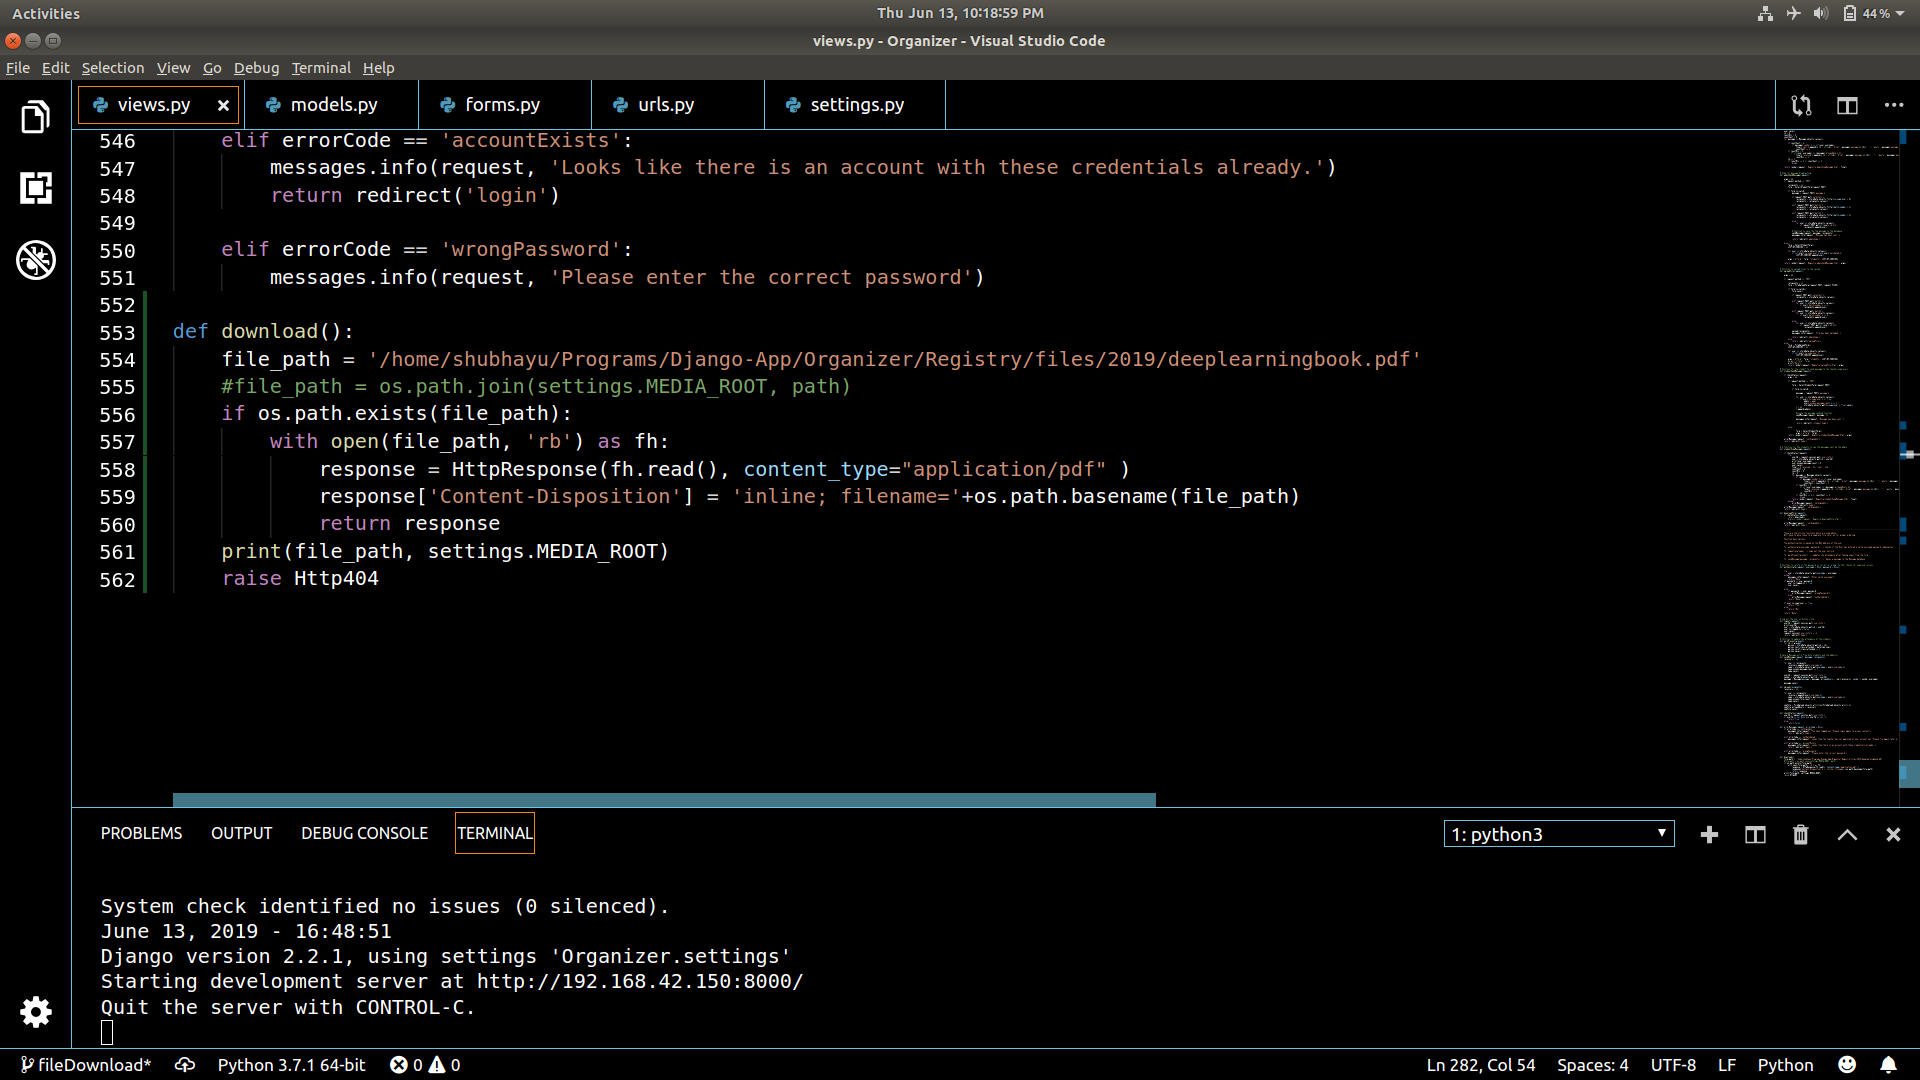 Activities
Thu Jun 13, 10:18:59 PM
44 %
views.py - Organizer - Visual Studio Code
File Edit Selection View Go Debug Terminal Help
views.py models.py forms.py urls.py settings.py
546 elif errorCode == 'accountExists':
547 messages.info(request, 'Looks like there is an account with these credentials already.')
548 return redirect('login')
549
550 elif errorCode == 'wrongPassword':
551 messages.info(request, 'Please enter the correct password')
552
553 def download():
554 file_path = '/home/shubhayu/Programs/Django-App/Organizer/Registry/files/2019/deeplearningbook.pdf'
555 #file_path = os.path.join(settings.MEDIA_ROOT, path)
556 if os.path.exists(file_path):
557 with open(file_path, 'rb') as fh:
558 response = HttpResponse(fh.read(), content_type="application/pdf" )
559 response['Content-Disposition'] = 'inline; filename='+os.path.basename(file_path)
560 return response
561 print(file_path, settings.MEDIA_ROOT)
562 raise Http404
PROBLEMS OUTPUT DEBUG CONSOLE TERMINAL
1: python3
System check identified no issues (0 silenced).
June 13, 2019 - 16:48:51
Django version 2.2.1, using settings 'Organizer.settings'
Starting development server at http://192.168.42.150:8000/
Quit the server with CONTROL-C.
fileDownload* Python 3.7.1 64-bit 0 0
Ln 282, Col 54 Spaces: 4 UTF-8 LF Python